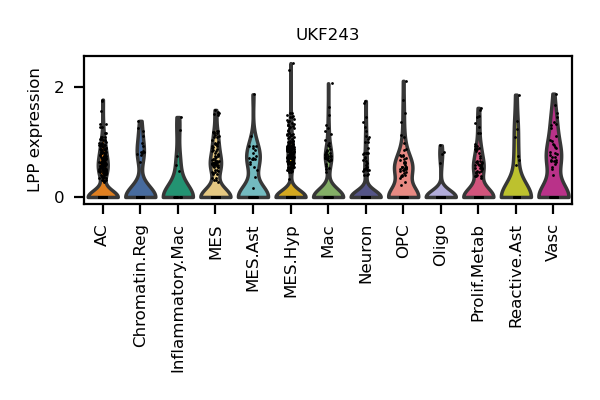 UKF243
LPP expression
2
0
AC
Chromatin.Reg
Inflammatory.Mac
MES
MES.Ast
MES.Hyp
Mac
Neuron
OPC
Oligo
Prolif.Metab
Reactive.Ast
Vasc